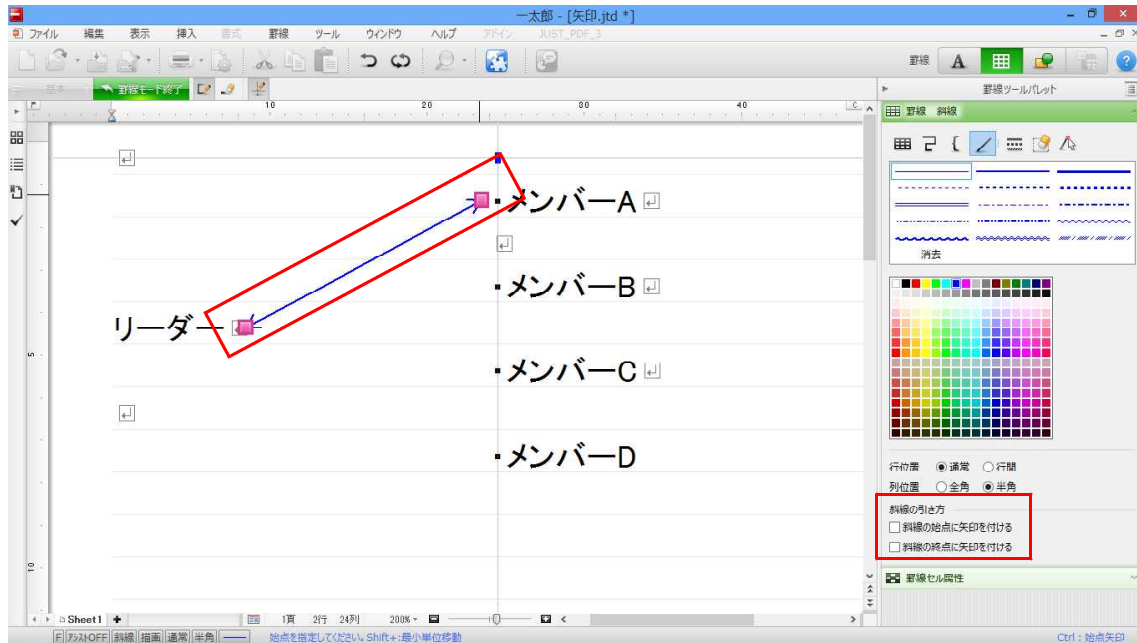 一太郎 - [矢印.jtd *]
ファイル 編集 表示 挿入 書式 罫線 ツール ウィンドウ ヘルプ アドイン JUST_PDF_3
罫線 A
基本 罫線モード終了
罫線ツールパレット
10 20 30 40
罫線 斜線
メンバーA
メンバーB
リーダー
メンバーC
メンバーD
5
10
消去
行位置 通常 行間
列位置 全角 半角
斜線の引き方
斜線の始点に矢印を付ける
斜線の終点に矢印を付ける
罫線セル属性
Sheet1 1頁 2行 24列 200%
F アシストOFF 斜線 描画 通常 半角 始点を指定してください。Shift+:最小単位移動 Ctrl:始点矢印